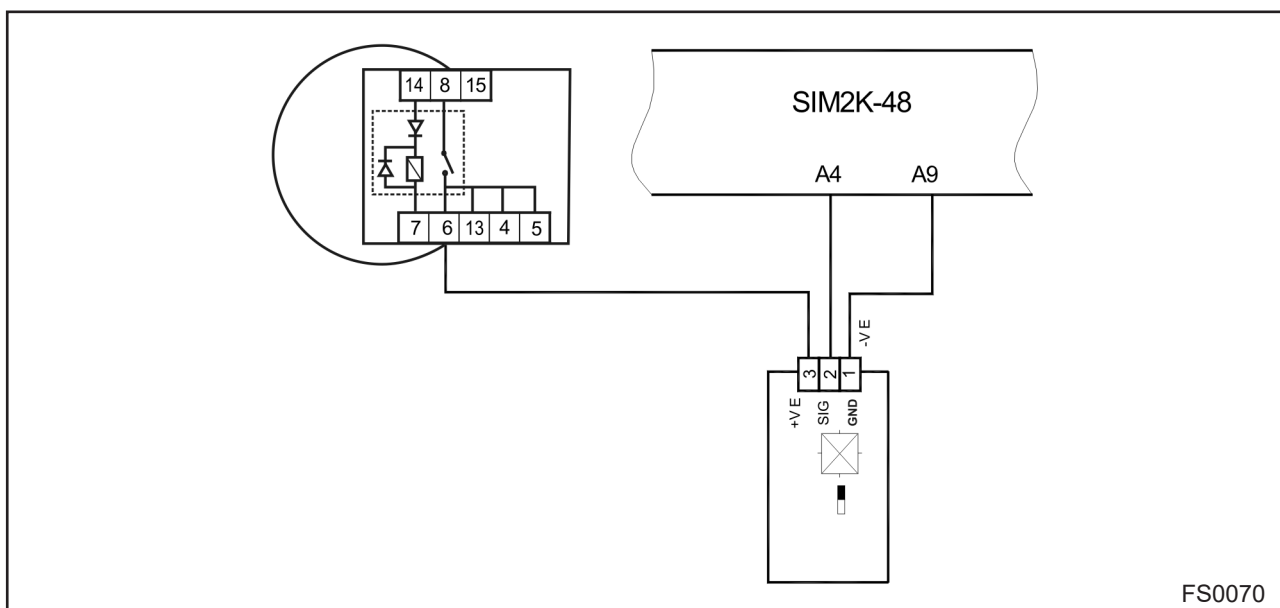 14 8 15
SIM2K-48
A4 A9
7 6 13 4 5
-VE
3 2 1
+VE SIG GND
FS0070